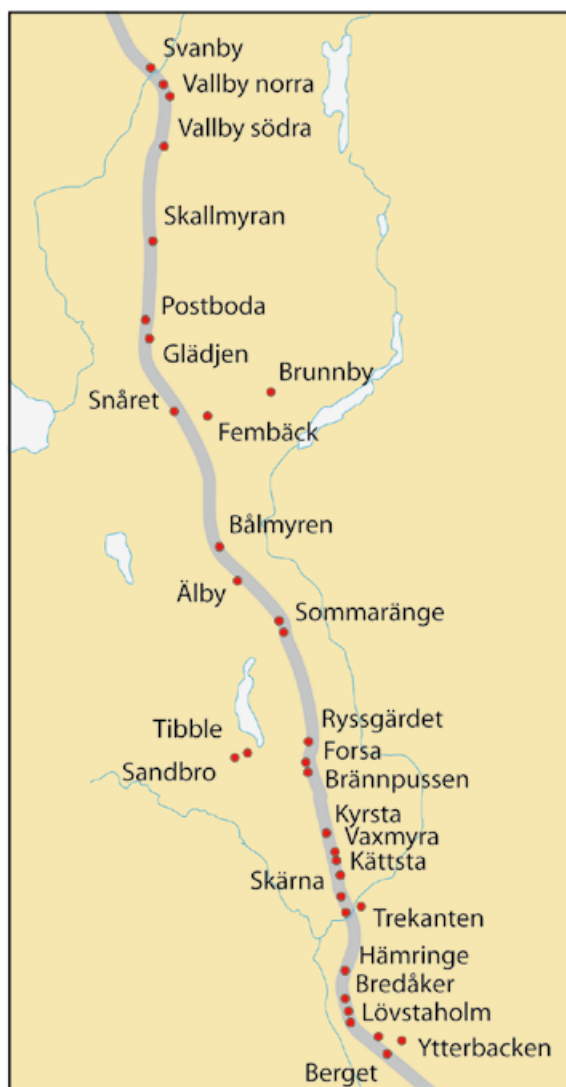 Svanby
Vallby norra
Vallby södra
Skallmyran
Postboda
Glädjen
Brunnby
Snåret
Fembäck
Bålmyren
Älby
Sommaränge
Ryssgärdet
Tibble
Forsa
Sandbro
Brännpussen
Kyrsta
Vaxmyra
Kättsta
Skärna
Trekanten
Hämringe
Bredåker
Lövstaholm
Ytterbacken
Berget